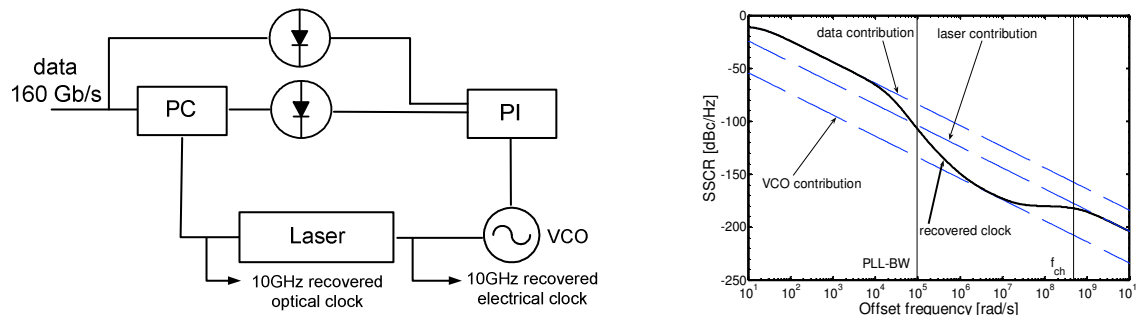 data
160 Gb/s
PC
PI
Laser
VCO
10GHz recovered
optical clock
10GHz recovered
electrical clock
0
-50
-100
-150
-200
-250
SSCR [dBc/Hz]
data contribution
laser contribution
VCO contribution
recovered clock
PLL-BW
f_ch
10^1
10^2
10^3
10^4
10^5
10^6
10^7
10^8
10^9
10^1
Offset frequency [rad/s]